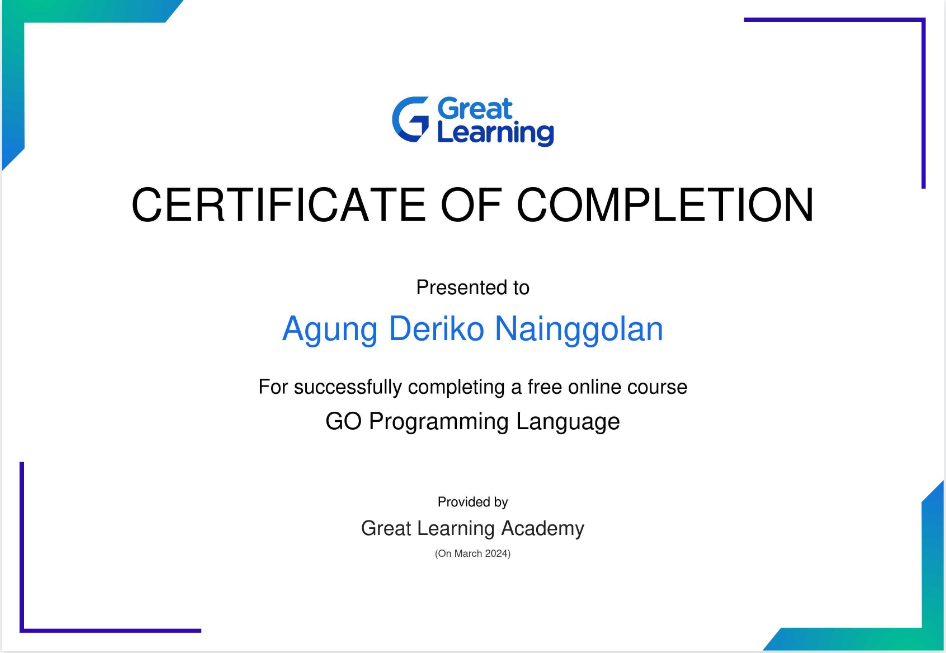 Great
Learning
CERTIFICATE OF COMPLETION
Presented to
Agung Deriko Nainggolan
For successfully completing a free online course
GO Programming Language
Provided by
Great Learning Academy
(On March 2024)